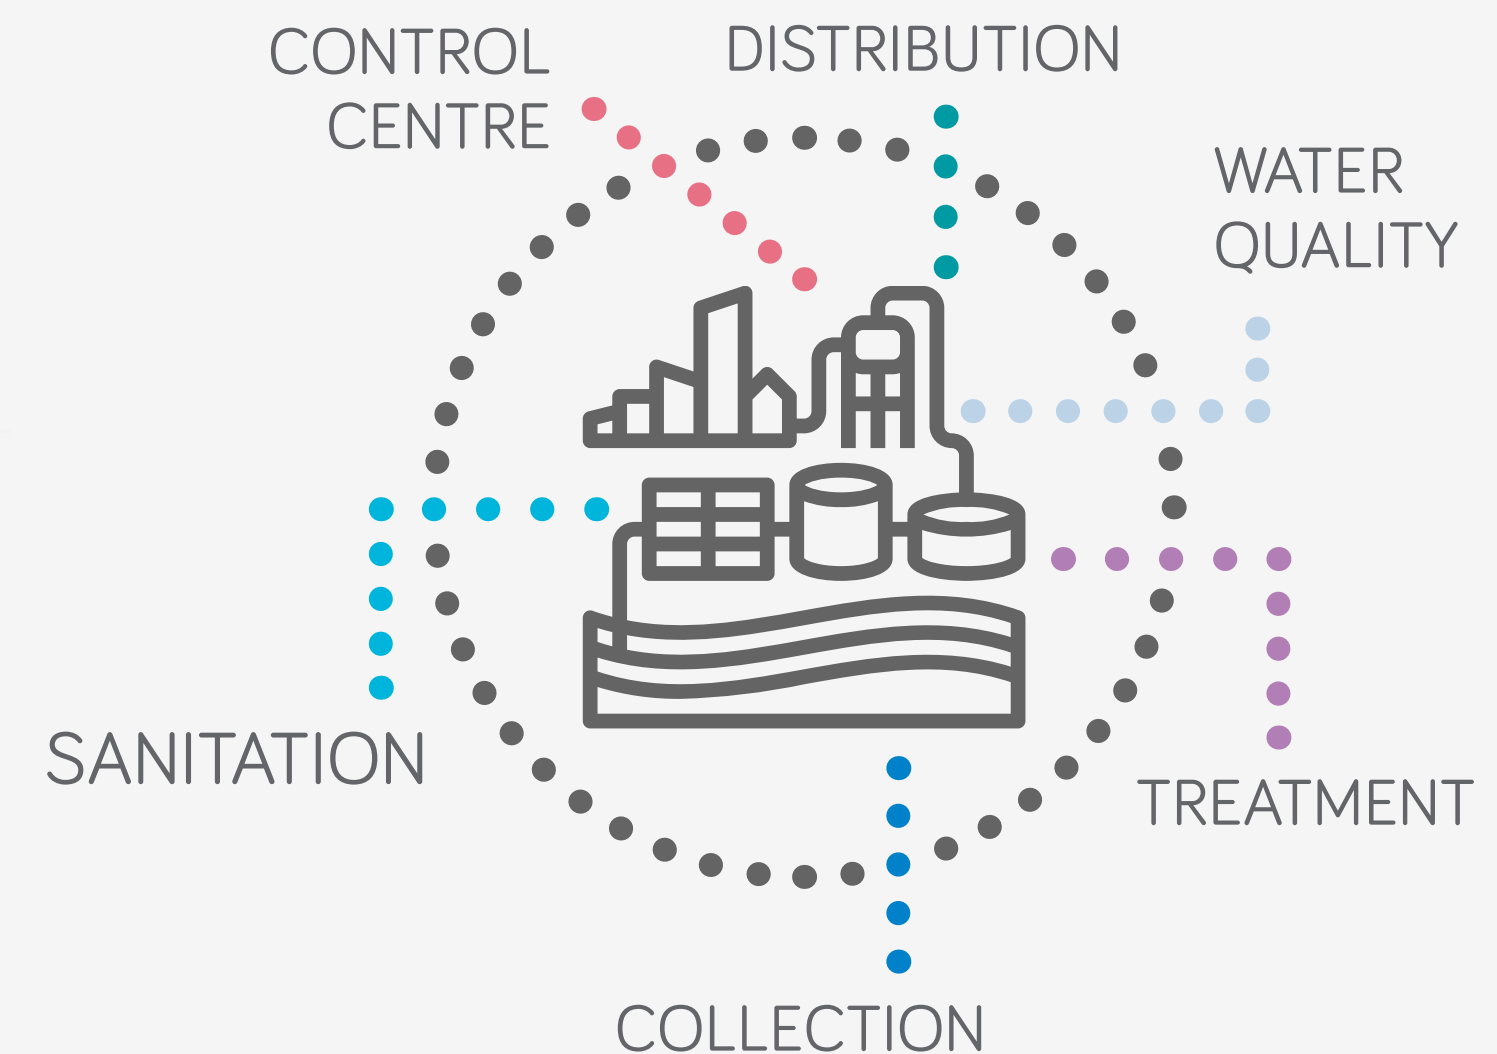 CONTROL
CENTRE
DISTRIBUTION
WATER
QUALITY
SANITATION
TREATMENT
COLLECTION